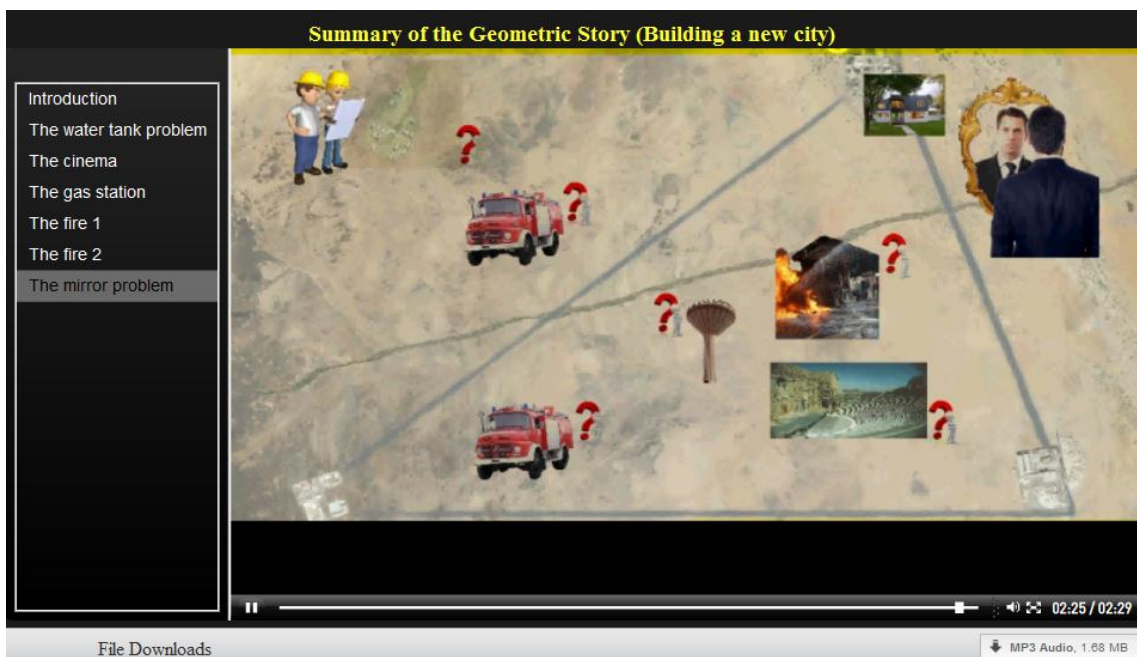 Summary of the Geometric Story (Building a new city)
Introduction
The water tank problem
The cinema
The gas station
The fire 1
The fire 2
The mirror problem
? ? ? ? ? ?
02:25 / 02:29
File Downloads
MP3 Audio, 1.68 MB